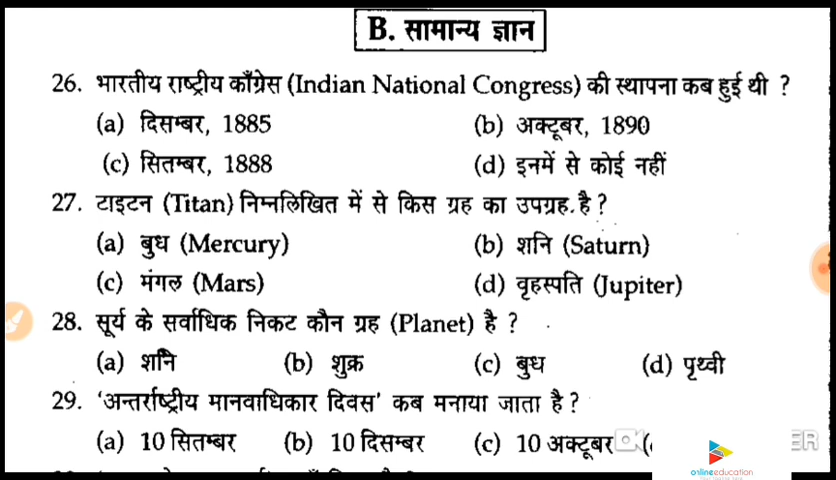 B. सामान्य ज्ञान
26. भारतीय राष्ट्रीय काँग्रेस (Indian National Congress) की स्थापना कब हुई थी ?
(a) दिसम्बर, 1885 (b) अक्टूबर, 1890
(c) सितम्बर, 1888 (d) इनमें से कोई नहीं
27. टाइटन (Titan) निम्नलिखित में से किस ग्रह का उपग्रह है ?
(a) बुध (Mercury) (b) शनि (Saturn)
(c) मंगल (Mars) (d) वृहस्पति (Jupiter)
28. सूर्य के सर्वाधिक निकट कौन ग्रह (Planet) है ?
(a) शनि (b) शुक्र (c) बुध (d) पृथ्वी
29. ‘अन्तर्राष्ट्रीय मानवाधिकार दिवस’ कब मनाया जाता है ?
(a) 10 सितम्बर (b) 10 दिसम्बर (c) 10 अक्टूबर (
ER
onlineeducation